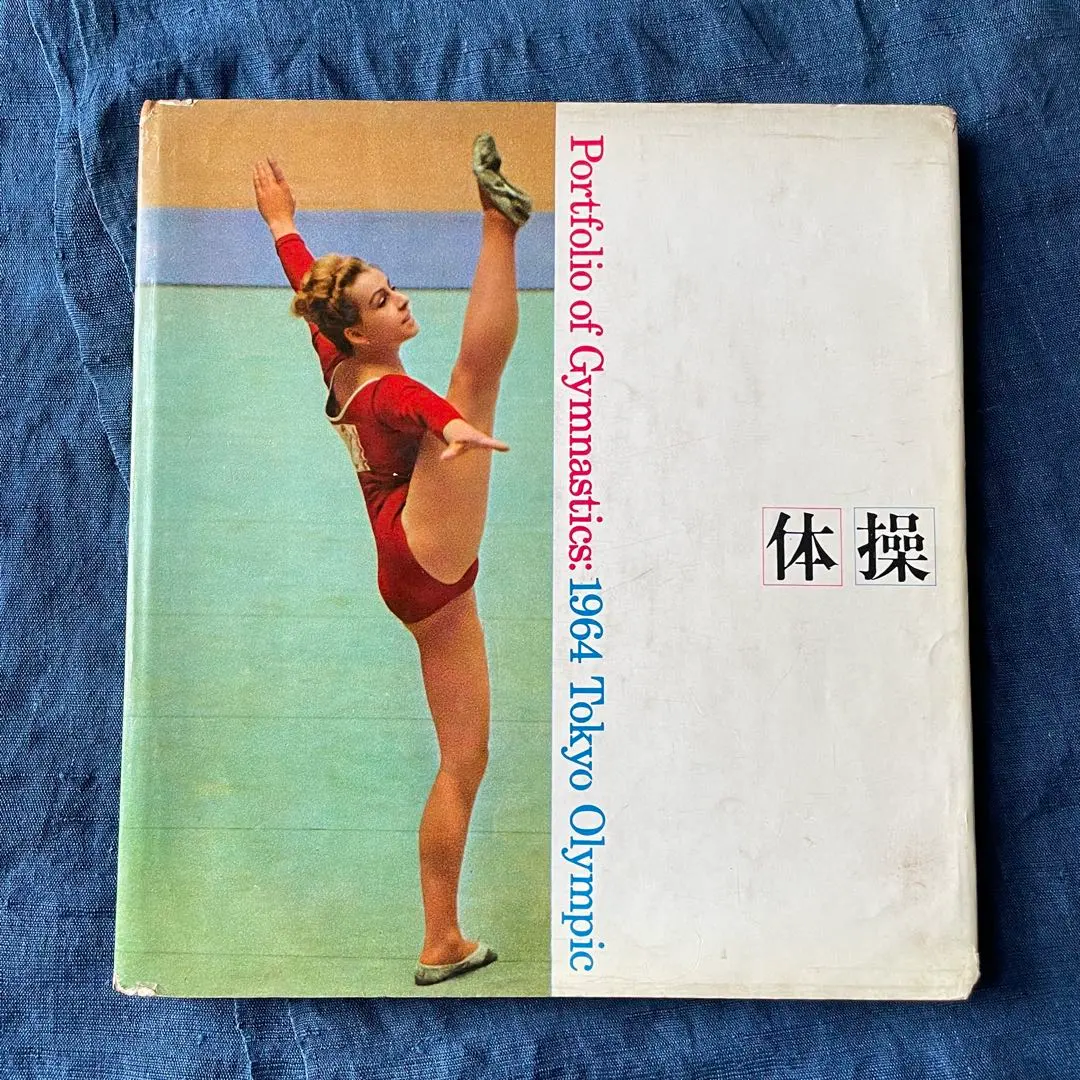 Portfolio of Gymnastics: 1964 Tokyo Olympic
体操